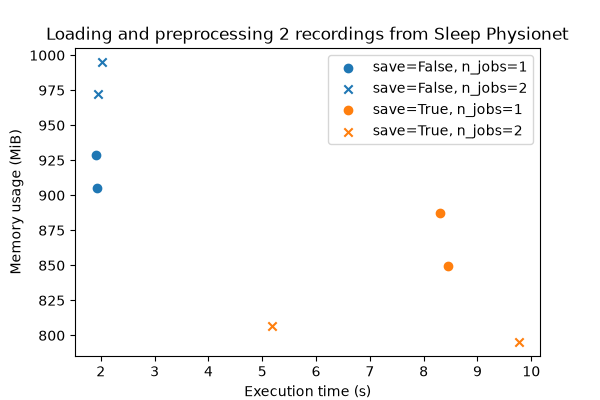 Loading and preprocessing 2 recordings from Sleep Physionet
Memory usage (MiB)
1000
975
950
925
900
875
850
825
800
save=False, n_jobs=1
save=False, n_jobs=2
save=True, n_jobs=1
save=True, n_jobs=2
2 3 4 5 6 7 8 9 10
Execution time (s)